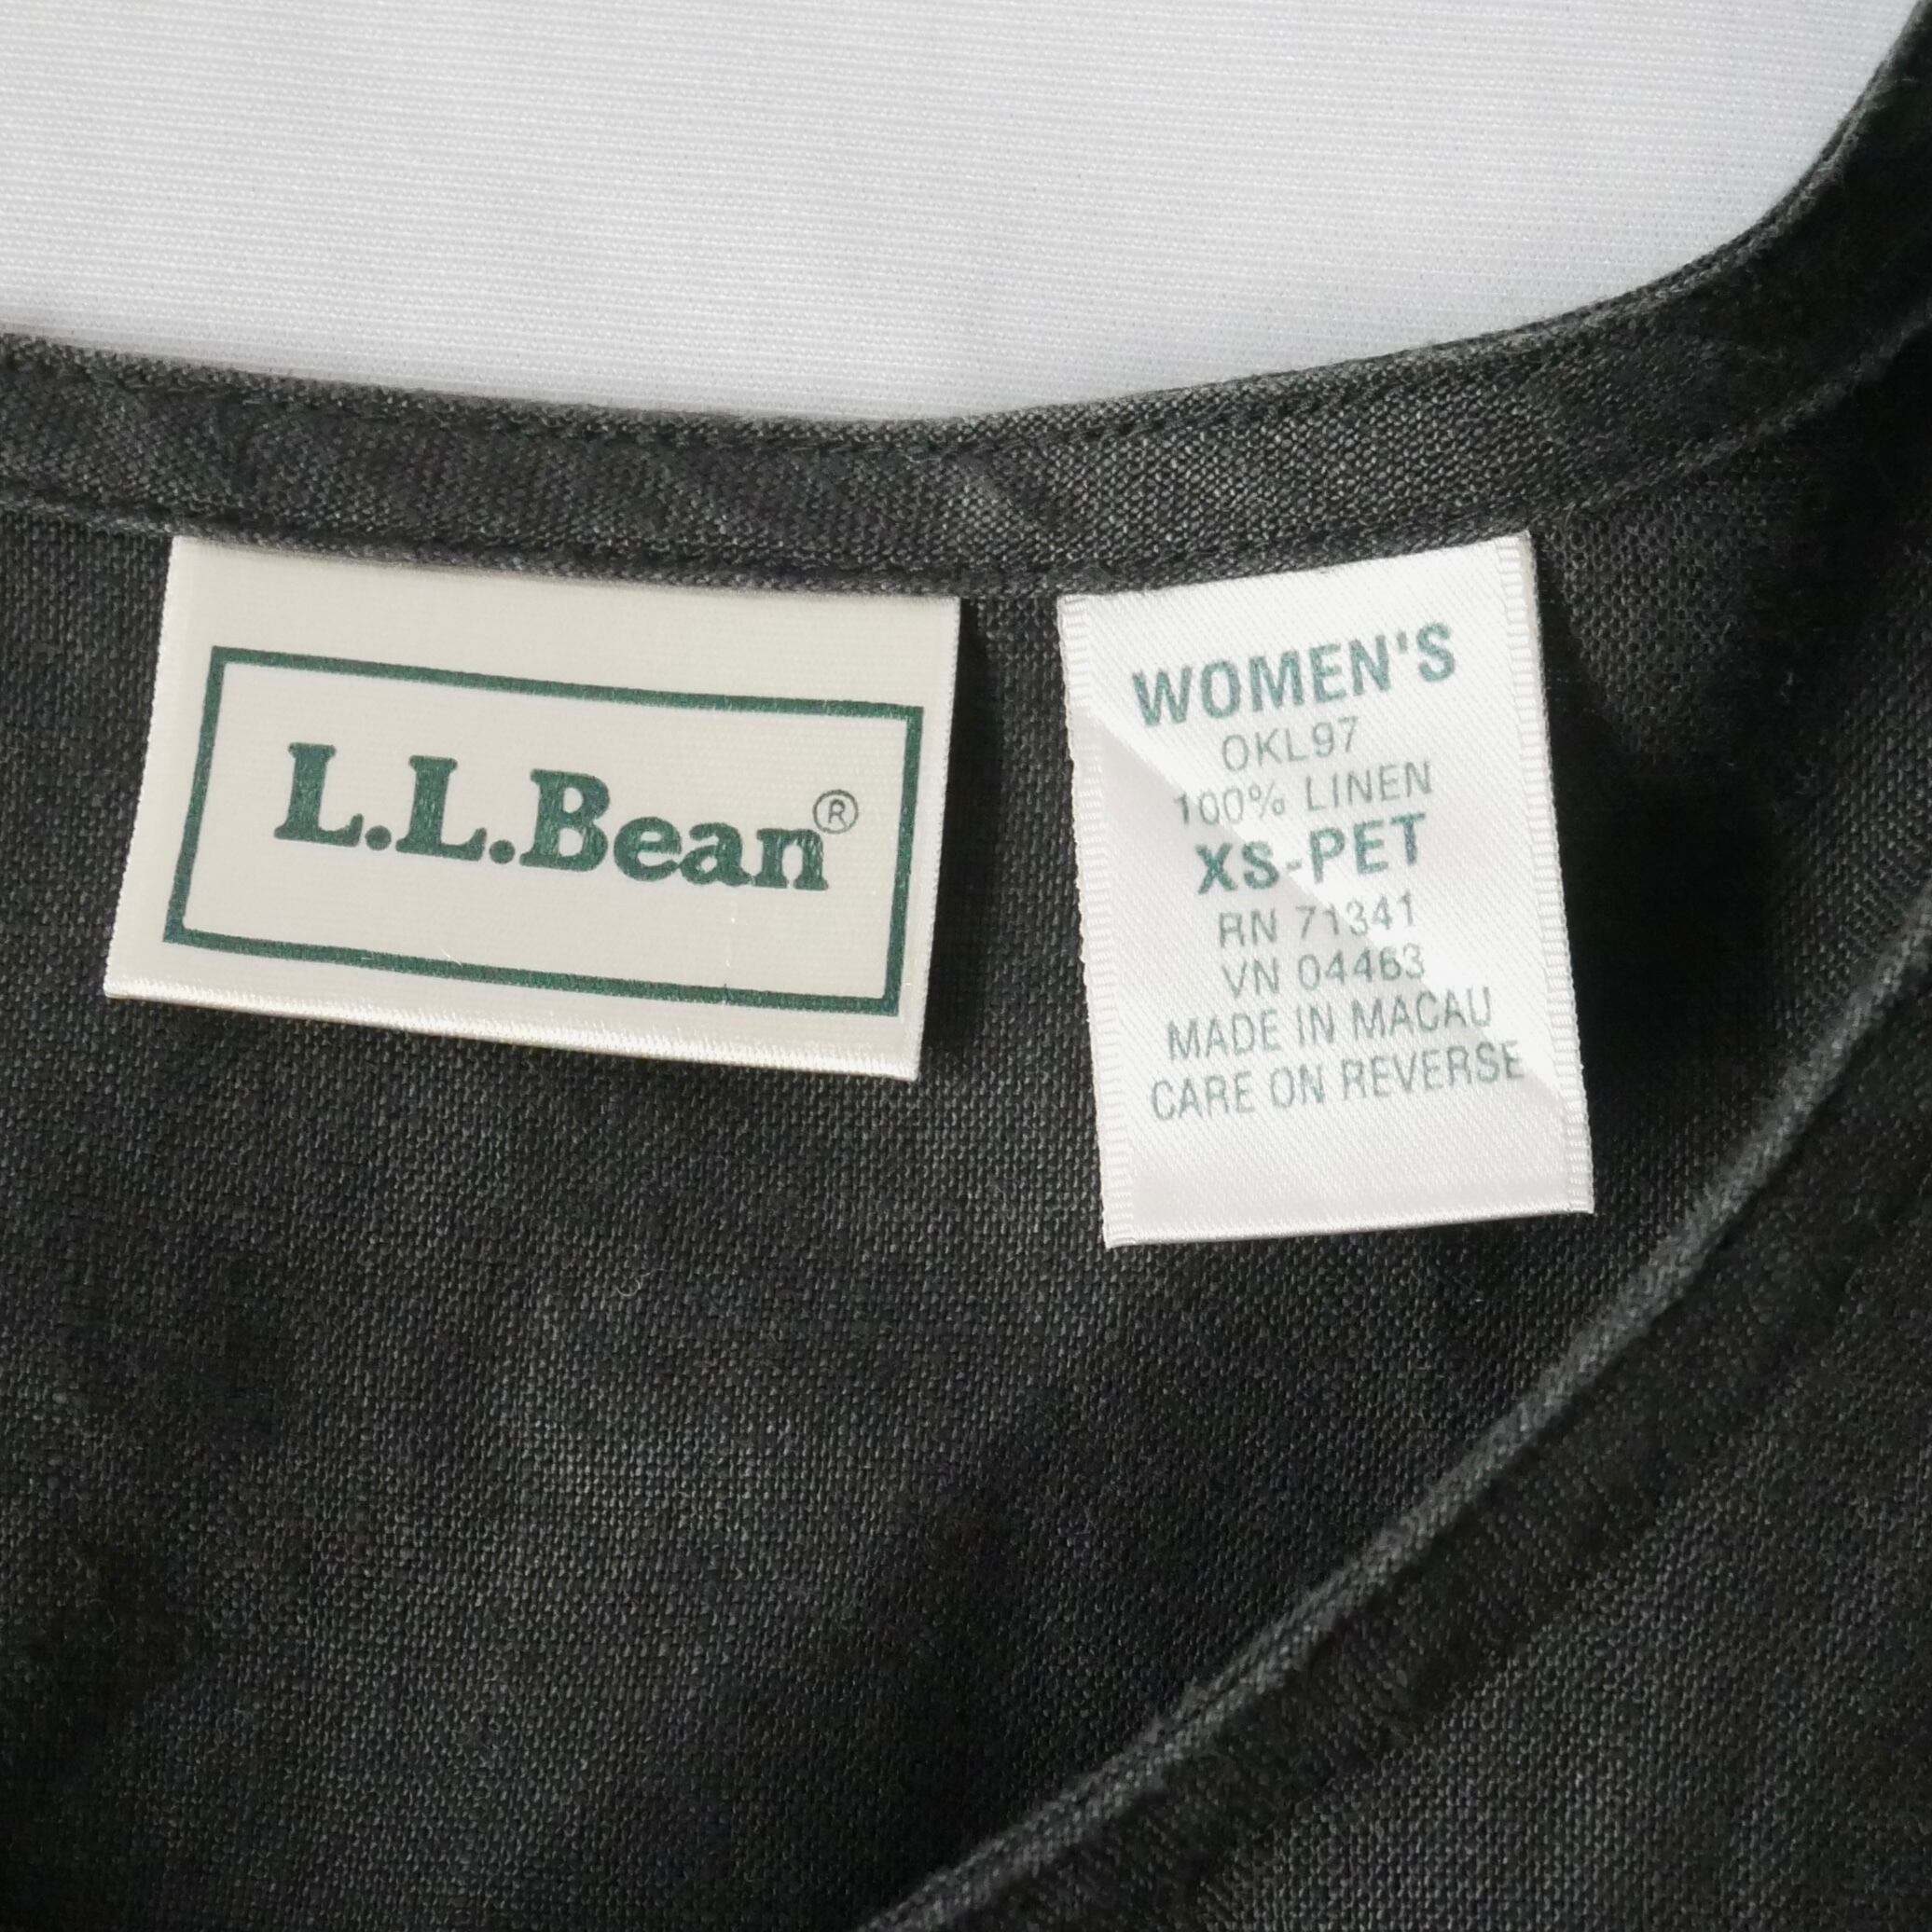 L.L.Bean®
WOMEN'S
OKL97
100% LINEN
XS-PET
RN 71341
VN 04463
MADE IN MACAU
CARE ON REVERSE